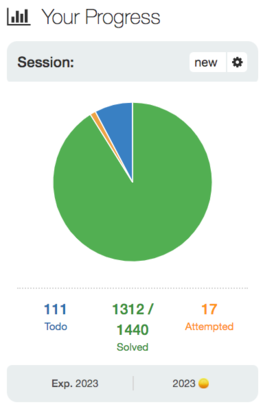 Your Progress
Session:
new
111
Todo
1312 /
1440
Solved
17
Attempted
Exp. 2023
2023